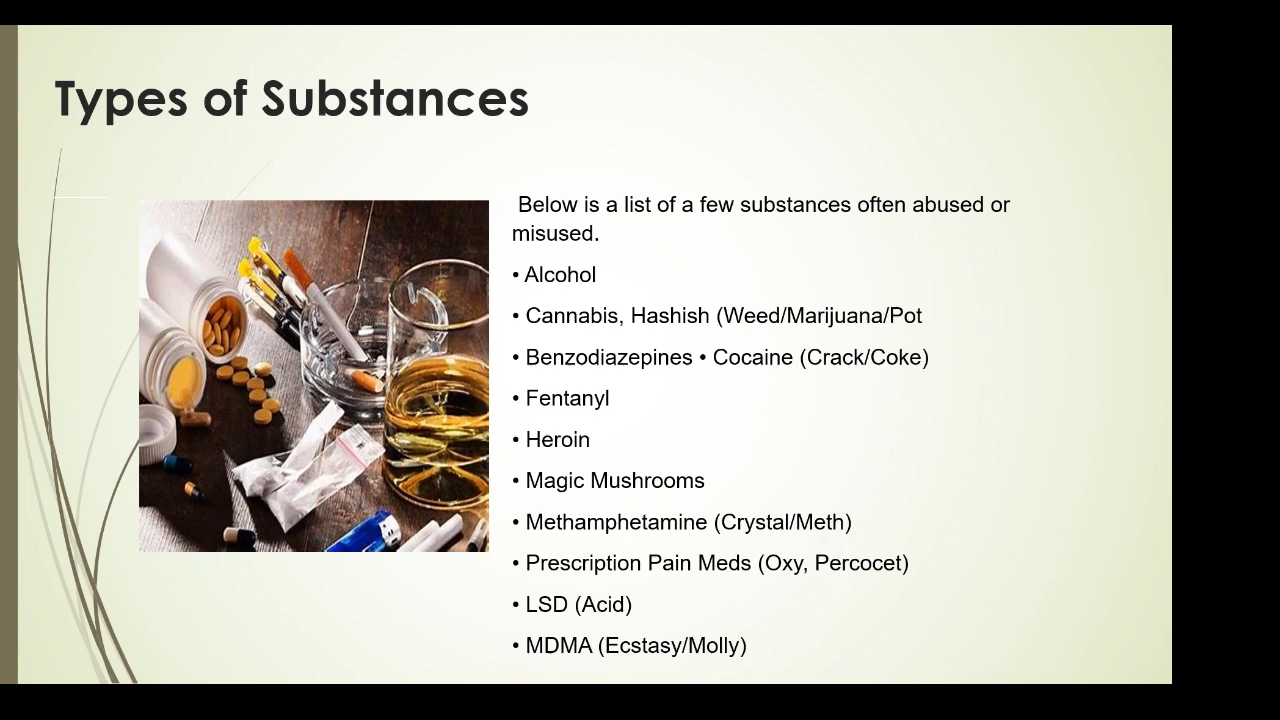 Types of Substances
Below is a list of a few substances often abused or
misused.
• Alcohol
• Cannabis, Hashish (Weed/Marijuana/Pot
• Benzodiazepines • Cocaine (Crack/Coke)
• Fentanyl
• Heroin
• Magic Mushrooms
• Methamphetamine (Crystal/Meth)
• Prescription Pain Meds (Oxy, Percocet)
• LSD (Acid)
• MDMA (Ecstasy/Molly)